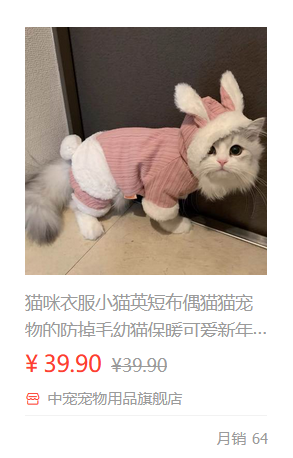 猫咪衣服小猫英短布偶猫猫宠
物的防掉毛幼猫保暖可爱新年...
¥ 39.90 ¥39.90
中宠宠物用品旗舰店
月销 64